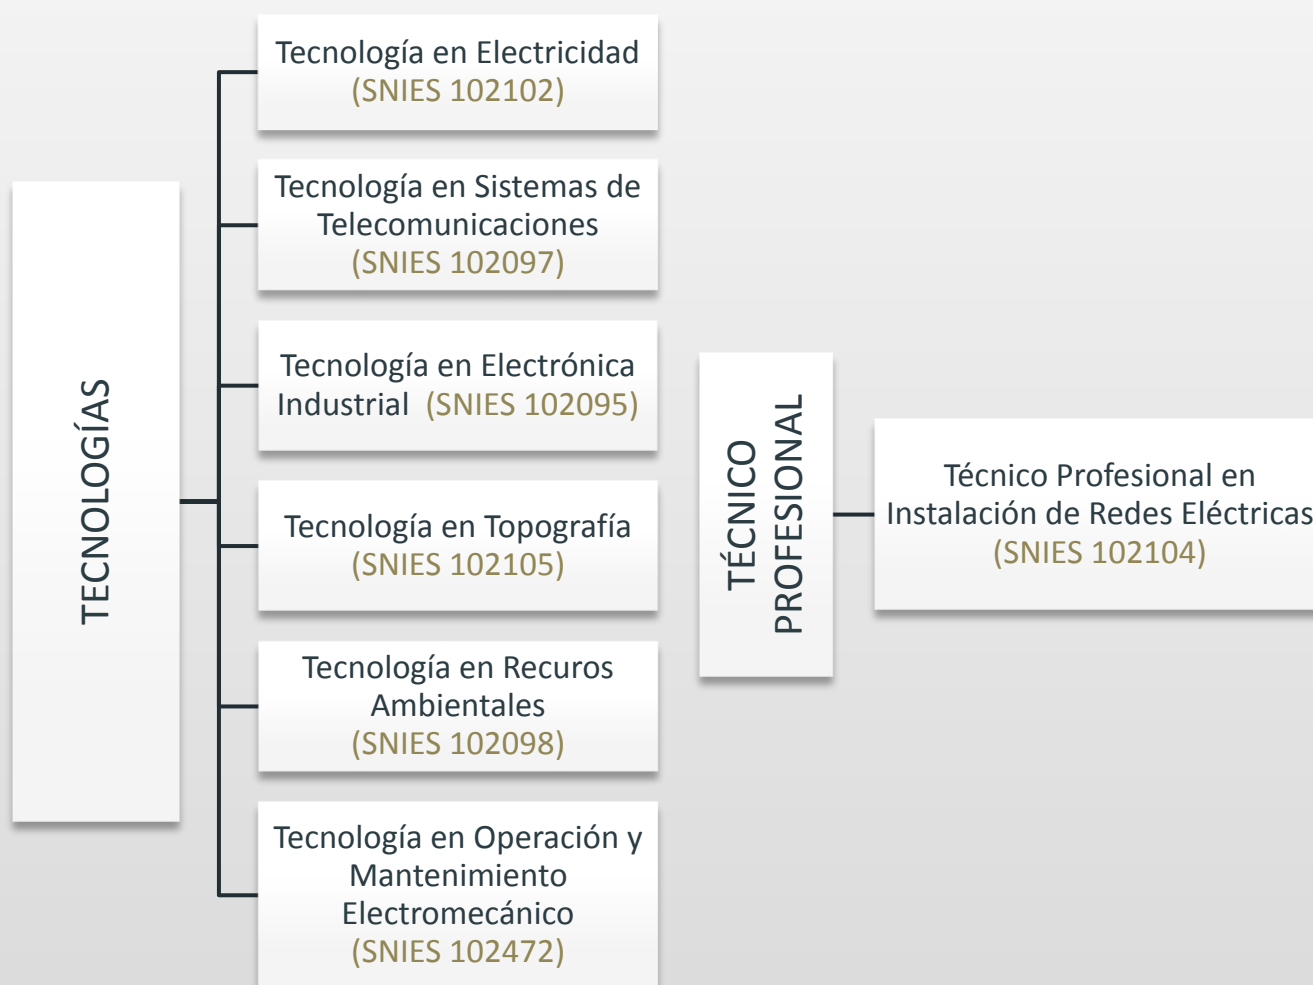 TECNOLOGÍAS
Tecnología en Electricidad
(SNIES 102102)
Tecnología en Sistemas de
Telecomunicaciones
(SNIES 102097)
Tecnología en Electrónica
Industrial (SNIES 102095)
Tecnología en Topografía
(SNIES 102105)
Tecnología en Recuros
Ambientales
(SNIES 102098)
Tecnología en Operación y
Mantenimiento
Electromecánico
(SNIES 102472)
TÉCNICO
PROFESIONAL
Técnico Profesional en
Instalación de Redes Eléctricas
(SNIES 102104)